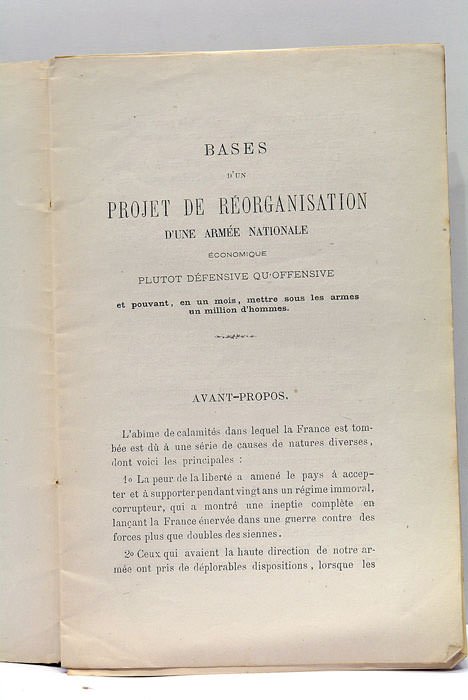 BASES
D'UN
PROJET DE RÉORGANISATION
D'UNE ARMÉE NATIONALE
ÉCONOMIQUE
PLUTOT DÉFENSIVE QU'OFFENSIVE
et pouvant, en un mois, mettre sous les armes
un million d'hommes.
AVANT-PROPOS.
L'abime de calamités dans lequel la France est tom-
bée est dû à une série de causes de natures diverses,
dont voici les principales :
1o La peur de la liberté a amené le pays à accep-
ter et à supporter pendant vingt ans un régime immoral,
corrupteur, qui a montré une ineptie complète en
lançant la France énervée dans une guerre contre des
forces plus que doubles des siennes.
2o Ceux qui avaient la haute direction de notre ar-
mée ont pris de déplorables dispositions, lorsque les